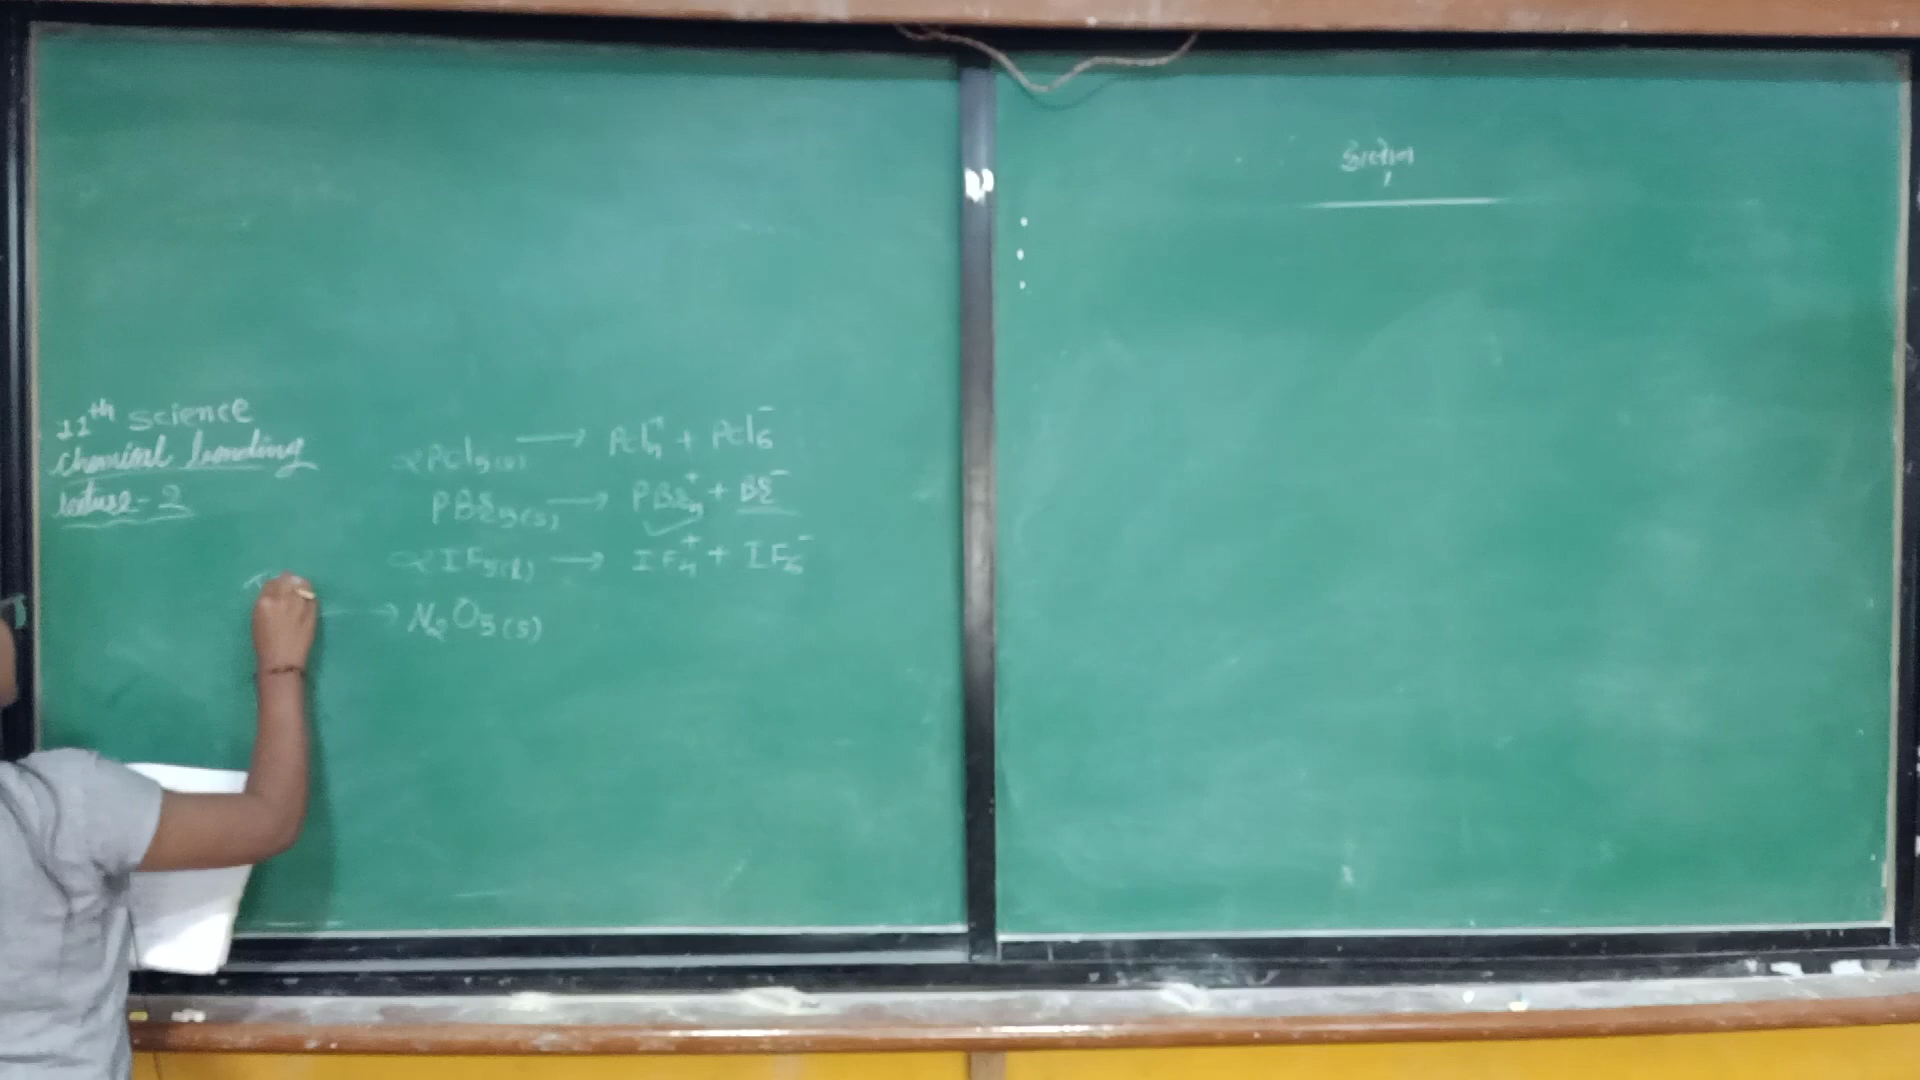 11th science
chemical bonding
lecture-2
2PCl5(s) → PCl4+ + PCl6-
PBr5(s) → PBr4+ + Br-
2IF5(l) → IF4+ + IF6-
→ N2O5(s)